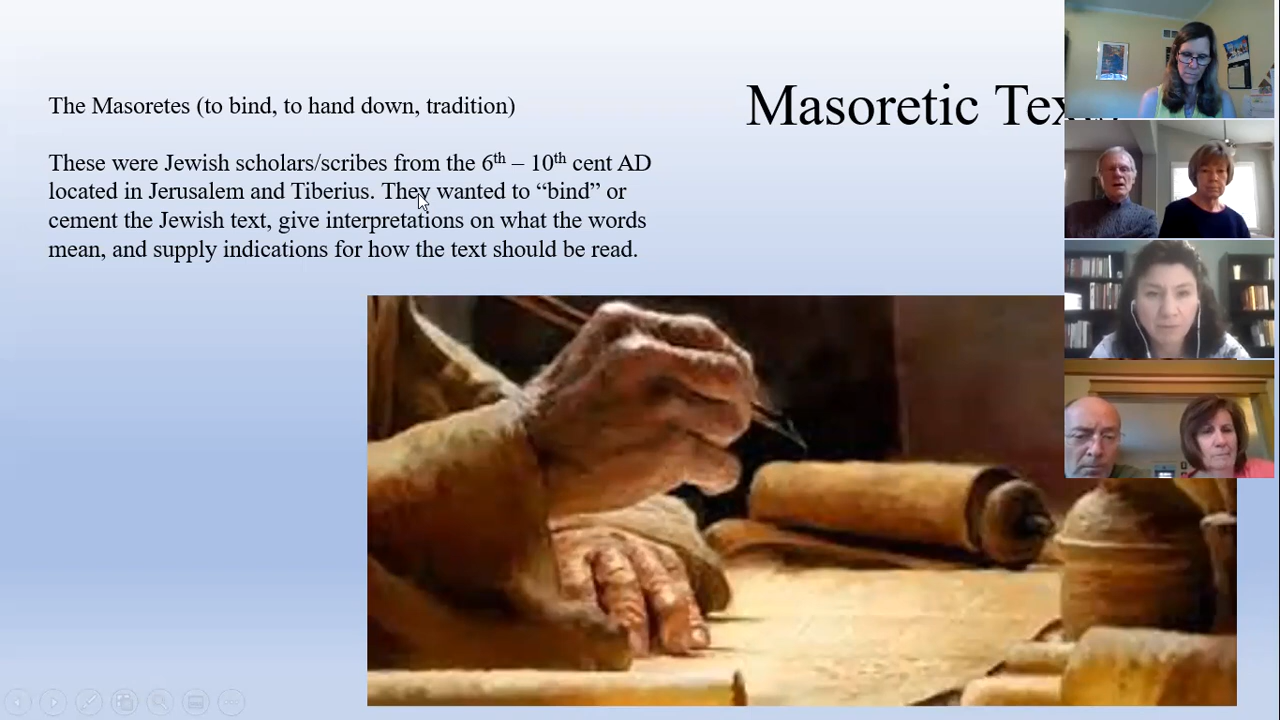 Masoretic Texts
The Masoretes (to bind, to hand down, tradition)
These were Jewish scholars/scribes from the 6th – 10th cent AD
located in Jerusalem and Tiberius. They wanted to “bind” or
cement the Jewish text, give interpretations on what the words
mean, and supply indications for how the text should be read.